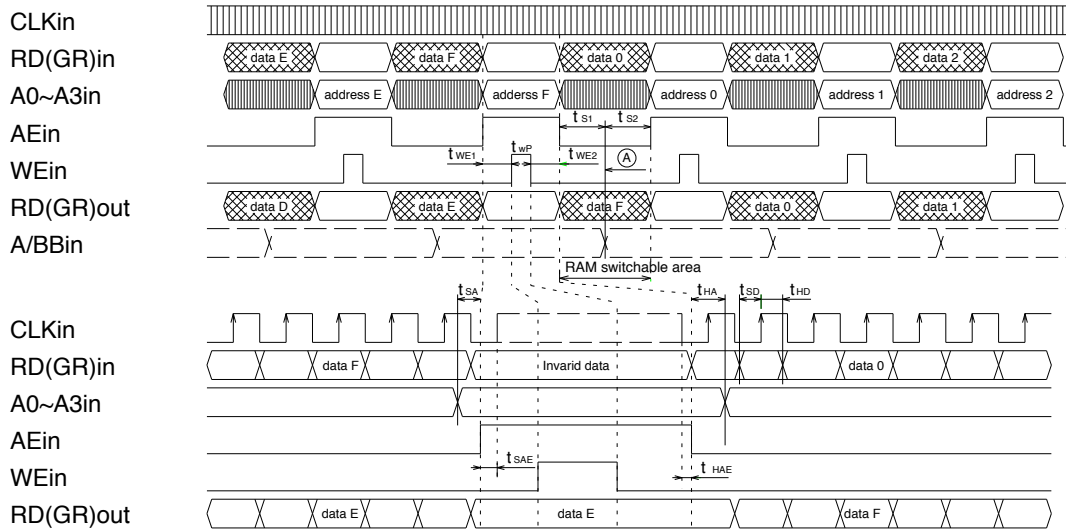 CLKin
RD(GR)in data E data F data 0 data 1 data 2
A0~A3in address E adderss F address 0 address 1 address 2
AEin t S1 t S2
t WE1 t wP t WE2 A
WEin
RD(GR)out data D data E data F data 0 data 1
A/BBin
RAM switchable area
t SA t HA t SD t HD
CLKin
RD(GR)in data F Invarid data data 0
A0~A3in
AEin
t SAE t HAE
WEin
RD(GR)out data E data E data F